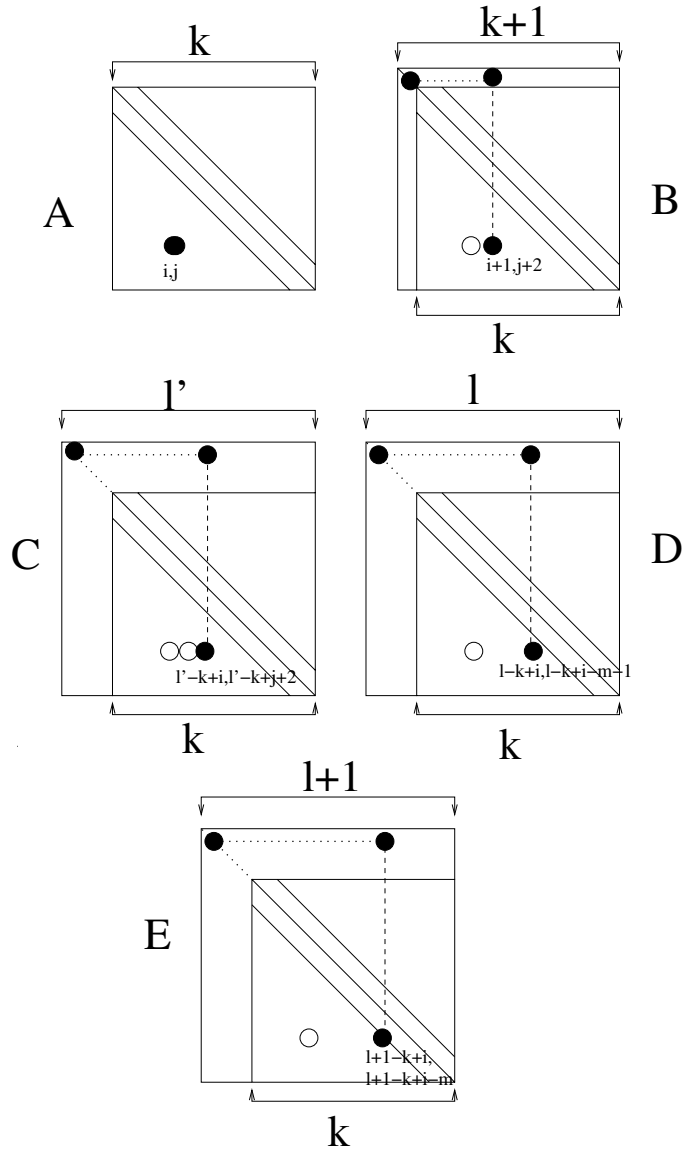 k
A
i,j
k+1
B
i+1,j+2
k
l’
C
l’−k+i,l’−k+j+2
k
l
D
l−k+i,l−k+i−m−1
k
l+1
E
l+1−k+i,
l+1−k+i−m
k